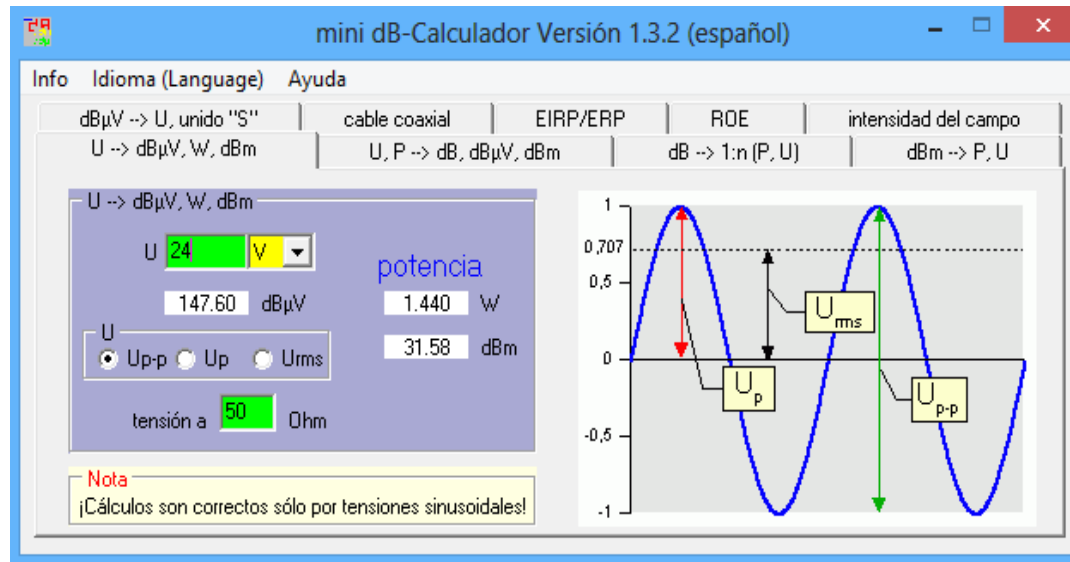 mini dB-Calculador Versión 1.3.2 (español)
Info Idioma (Language) Ayuda
dBµV --> U, unido "S" cable coaxial EIRP/ERP ROE intensidad del campo
U --> dBµV, W, dBm U, P --> dB, dBµV, dBm dB --> 1:n (P, U) dBm --> P, U
U --> dBµV, W, dBm
U 24 V
potencia
147.60 dBµV 1.440 W
U
Up-p Up Urms
31.58 dBm
tensión a 50 Ohm
Nota
¡Cálculos son correctos sólo por tensiones sinusoidales!
1
0,707
0,5
0
-0,5
-1
Urms
Up
Up-p